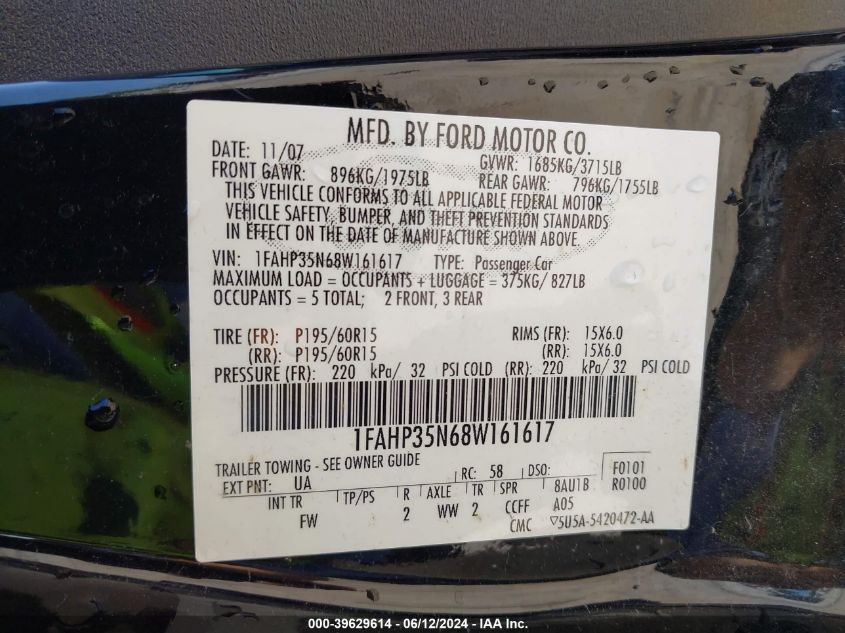 MFD. BY FORD MOTOR CO.
DATE: 11/07 GVWR: 1685KG/3715LB
FRONT GAWR: 896KG/1975LB REAR GAWR: 796KG/1755LB
THIS VEHICLE CONFORMS TO ALL APPLICABLE FEDERAL MOTOR
VEHICLE SAFETY, BUMPER, AND THEFT PREVENTION STANDARDS
IN EFFECT ON THE DATE OF MANUFACTURE SHOWN ABOVE.
VIN: 1FAHP35N68W161617 TYPE: Passenger Car
MAXIMUM LOAD = OCCUPANTS + LUGGAGE = 375KG/ 827LB
OCCUPANTS = 5 TOTAL; 2 FRONT, 3 REAR
TIRE (FR): P195/60R15 RIMS (FR): 15X6.0
(RR): P195/60R15 (RR): 15X6.0
PRESSURE (FR): 220 kPa/ 32 PSI COLD (RR): 220 kPa/ 32 PSI COLD
1FAHP35N68W161617
TRAILER TOWING - SEE OWNER GUIDE
EXT PNT: UA RC: 58 DSO: F0101
R0100
INT TR TP/PS R AXLE TR SPR 8AU1B
FW 2 WW 2 CCFF A05
CMC ▽5U5A-5420472-AA
000-39629614 - 06/12/2024 - IAA Inc.